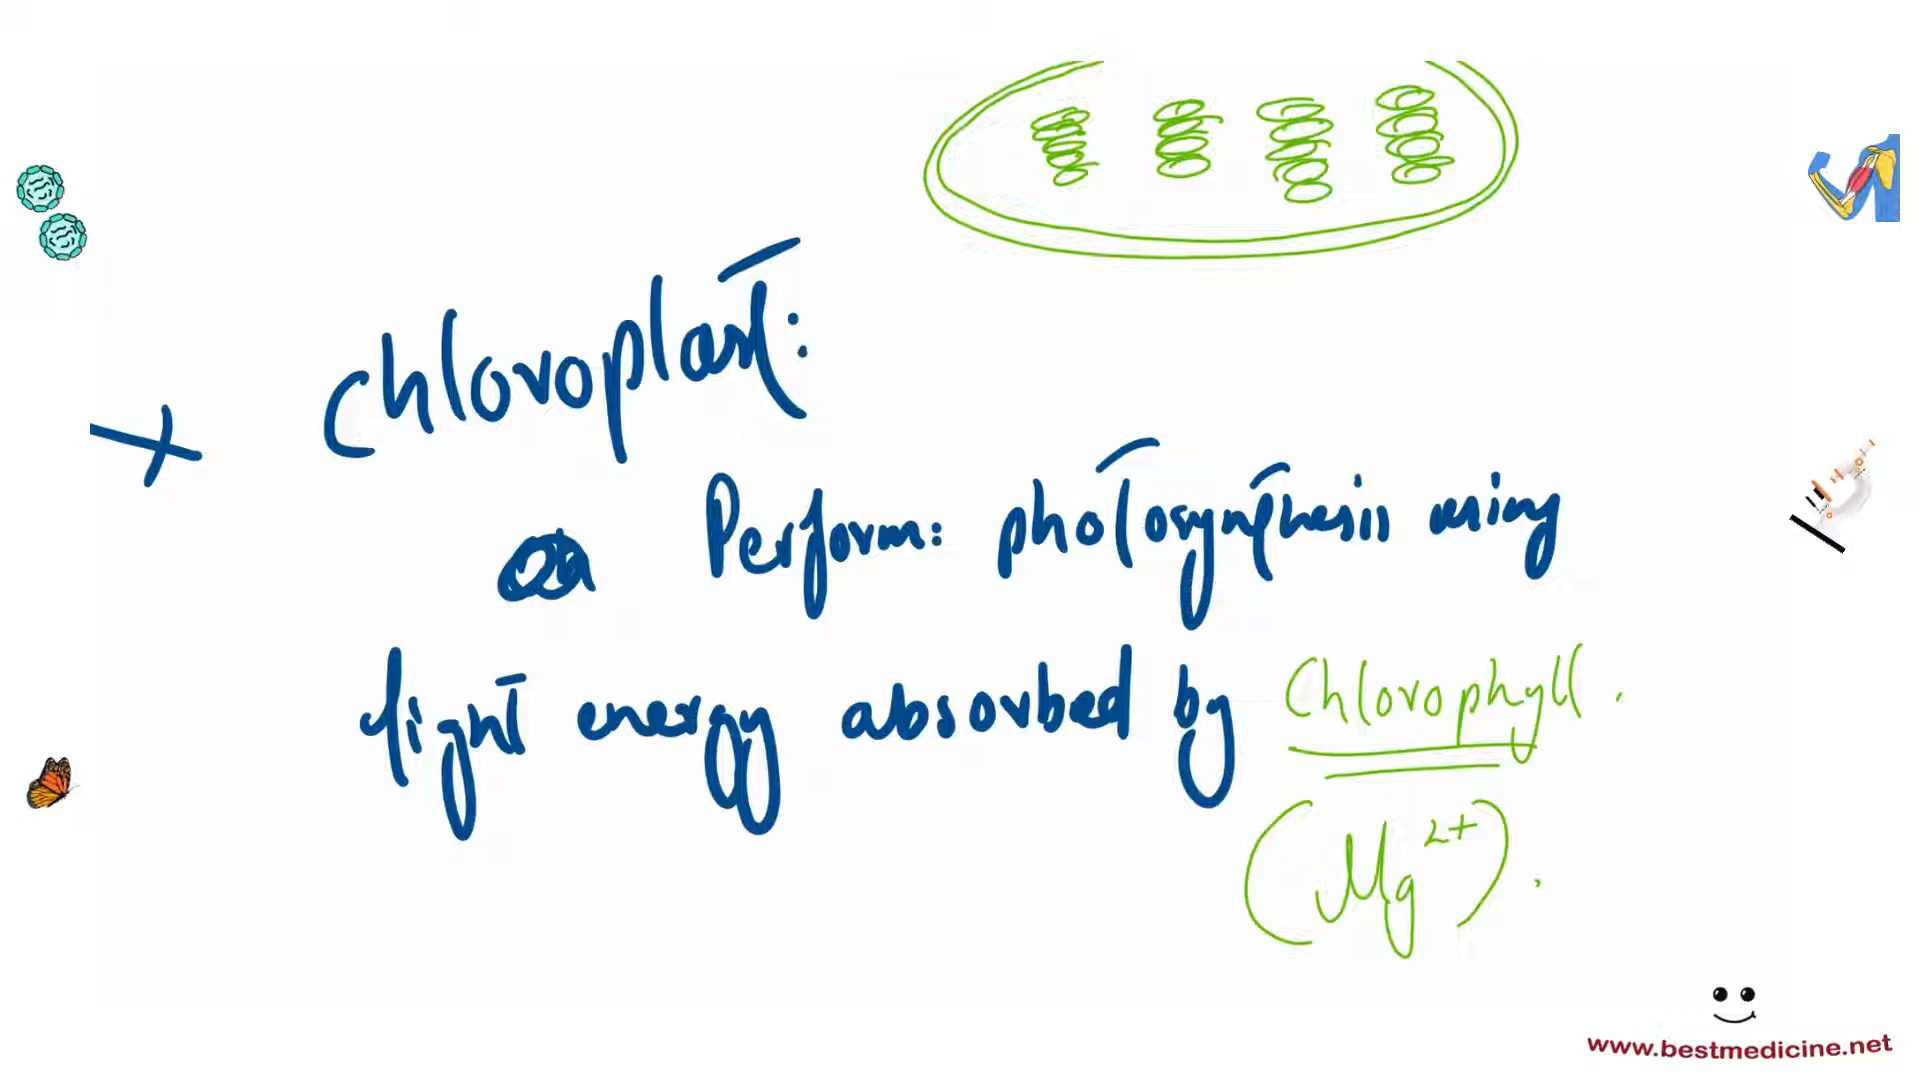 Chloroplast:
Perform: photosynthesis using
light energy absorbed by Chlorophyll.
(Mg²⁺).
www.bestmedicine.net